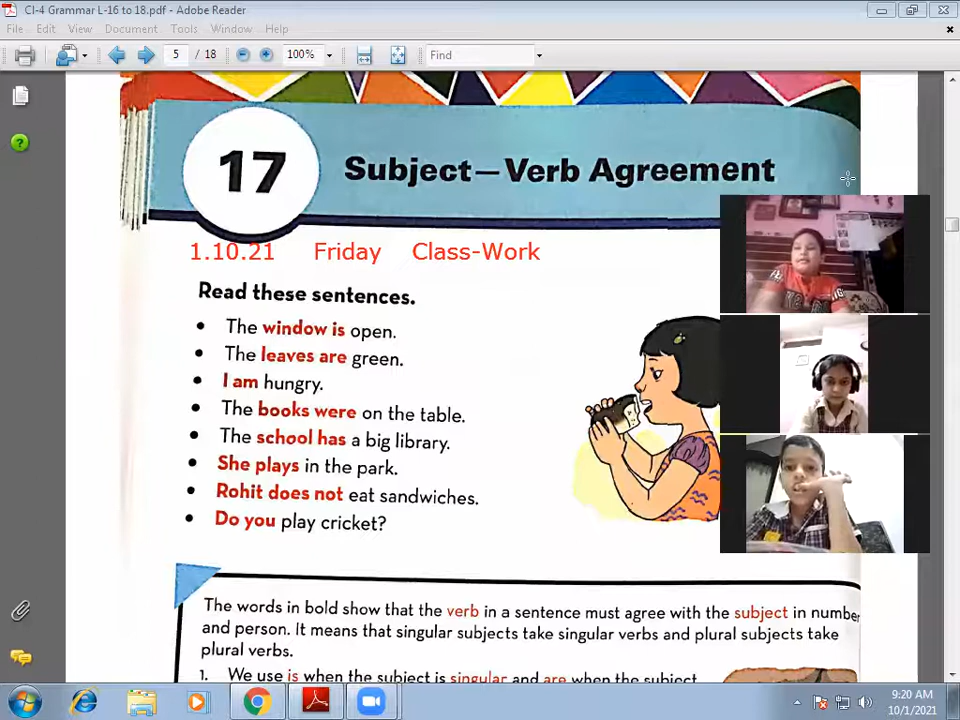 Cl-4 Grammar L-16 to 18.pdf - Adobe Reader
File Edit View Document Tools Window Help
5 / 18 100% Find
17
Subject—Verb Agreement
1.10.21 Friday Class-Work
Read these sentences.
• The window is open.
• The leaves are green.
• I am hungry.
• The books were on the table.
• The school has a big library.
• She plays in the park.
• Rohit does not eat sandwiches.
• Do you play cricket?
The words in bold show that the verb in a sentence must agree with the subject in number
and person. It means that singular subjects take singular verbs and plural subjects take
plural verbs.
1. We use is when the subject is singular and are when the subject
9:20 AM
10/1/2021